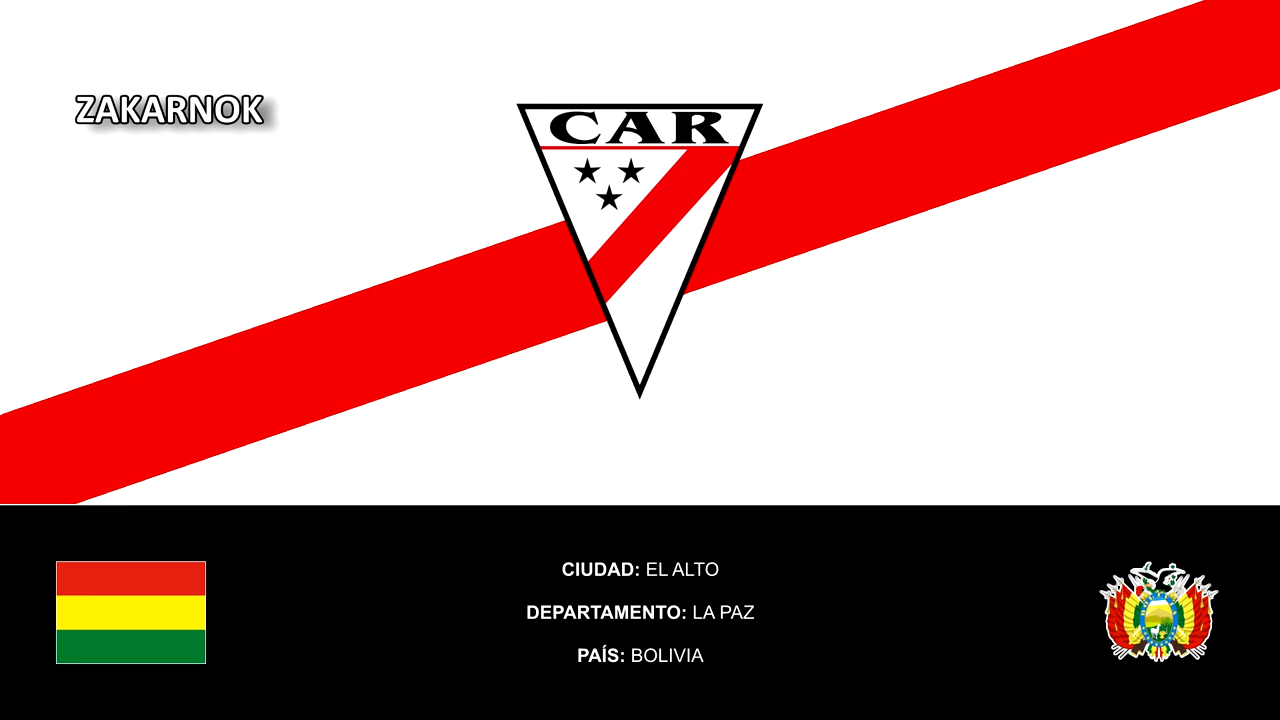 ZAKARNOK
CAR
CIUDAD: EL ALTO
DEPARTAMENTO: LA PAZ
PAÍS: BOLIVIA